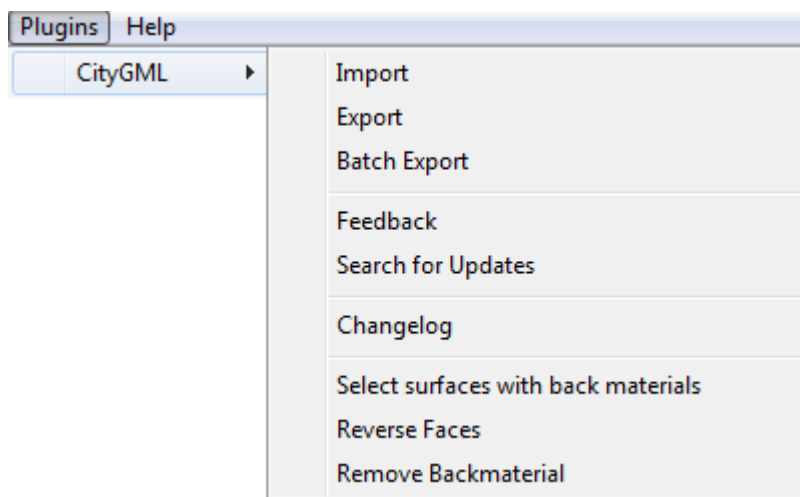 Plugins Help
CityGML
Import
Export
Batch Export
Feedback
Search for Updates
Changelog
Select surfaces with back materials
Reverse Faces
Remove Backmaterial